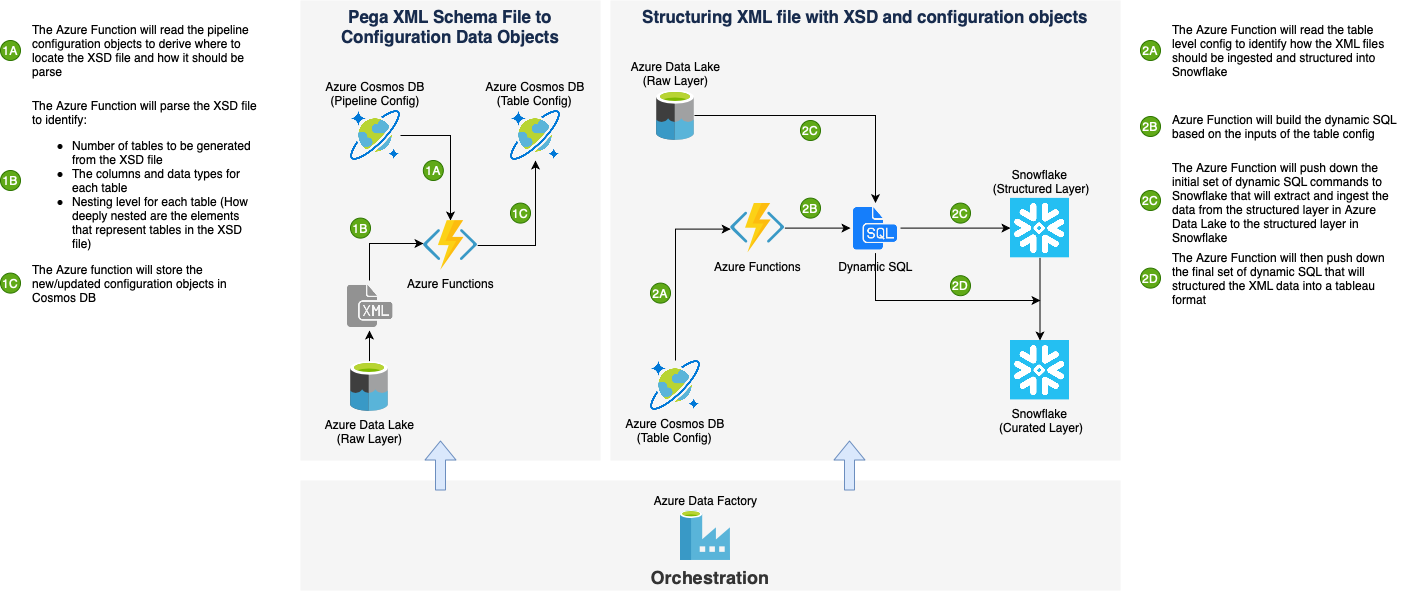 1A
The Azure Function will read the pipeline
configuration objects to derive where to
locate the XSD file and how it should be
parse
1B
The Azure Function will parse the XSD file
to identify:
● Number of tables to be generated
from the XSD file
● The columns and data types for
each table
● Nesting level for each table (How
deeply nested are the elements
that represent tables in the XSD
file)
1C
The Azure function will store the
new/updated configuration objects in
Cosmos DB
Pega XML Schema File to
Configuration Data Objects
Azure Cosmos DB
(Pipeline Config)
Azure Cosmos DB
(Table Config)
1A
1C
1B
Azure Functions
XML
Azure Data Lake
(Raw Layer)
Structuring XML file with XSD and configuration objects
Azure Data Lake
(Raw Layer)
2C
Snowflake
(Structured Layer)
2B
2C
SQL
Azure Functions
Dynamic SQL
2A
2D
Azure Cosmos DB
(Table Config)
Snowflake
(Curated Layer)
Azure Data Factory
Orchestration
2A
The Azure Function will read the table
level config to identify how the XML files
should be ingested and structured into
Snowflake
2B
Azure Function will build the dynamic SQL
based on the inputs of the table config
2C
The Azure Function will push down the
initial set of dynamic SQL commands to
Snowflake that will extract and ingest the
data from the structured layer in Azure
Data Lake to the structured layer in
Snowflake
2D
The Azure Function will then push down
the final set of dynamic SQL that will
structured the XML data into a tableau
format